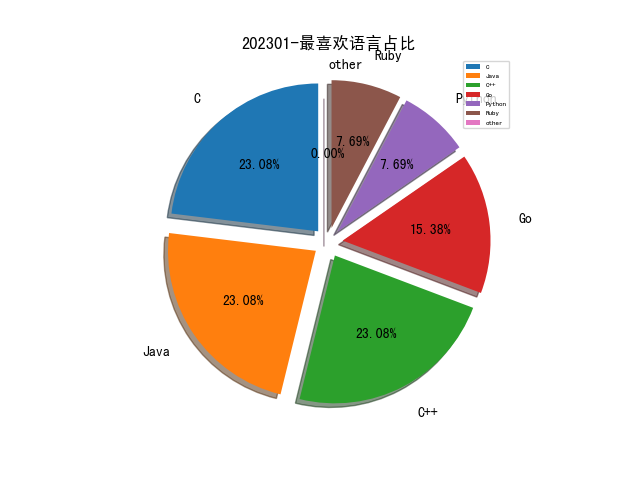 202301-最喜欢语言占比
other
Ruby
Python
C
Go
Java
C++
23.08%
0.00%
7.69%
7.69%
15.38%
23.08%
23.08%
C
Java
C++
Go
Python
Ruby
other